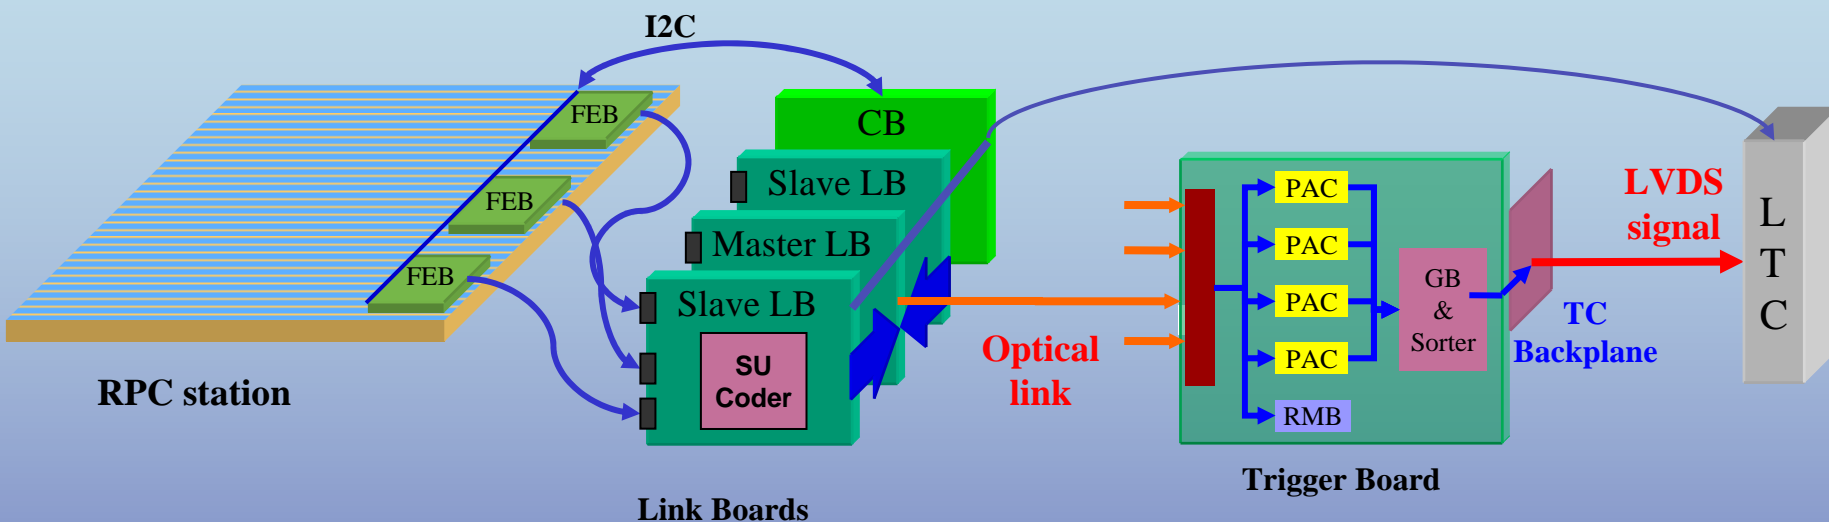 I2C
FEB
FEB
FEB
RPC station
CB
Slave LB
Master LB
Slave LB
SU
Coder
Link Boards
Optical
link
PAC
PAC
PAC
PAC
RMB
GB
&
Sorter
Trigger Board
TC
Backplane
LVDS
signal
L
T
C